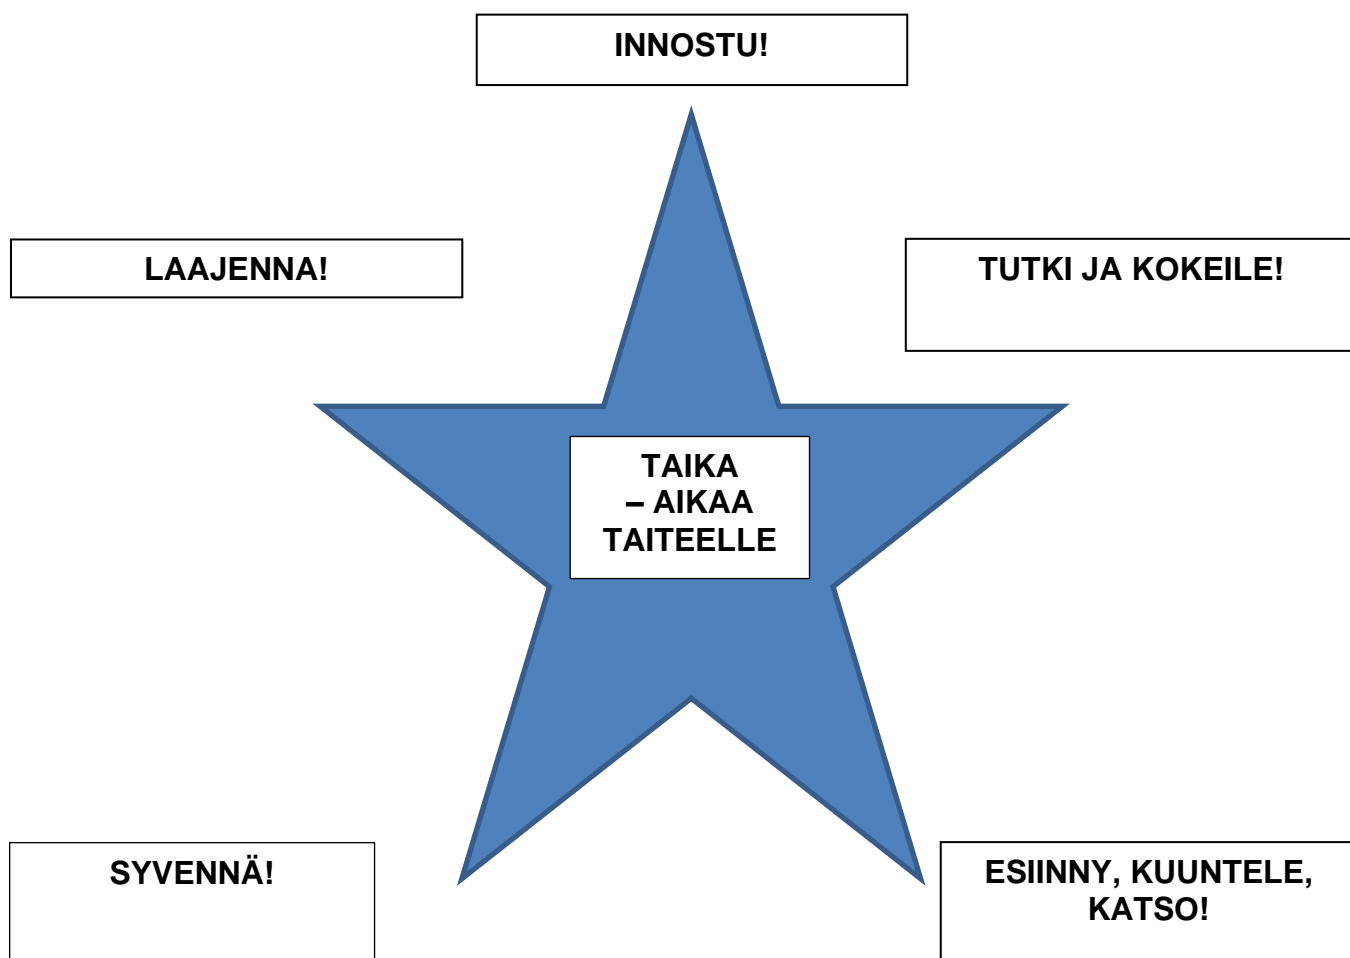 INNOSTU!
LAAJENNA!
TUTKI JA KOKEILE!
TAIKA
– AIKAA
TAITEELLE
SYVENNÄ!
ESIINNY, KUUNTELE,
KATSO!